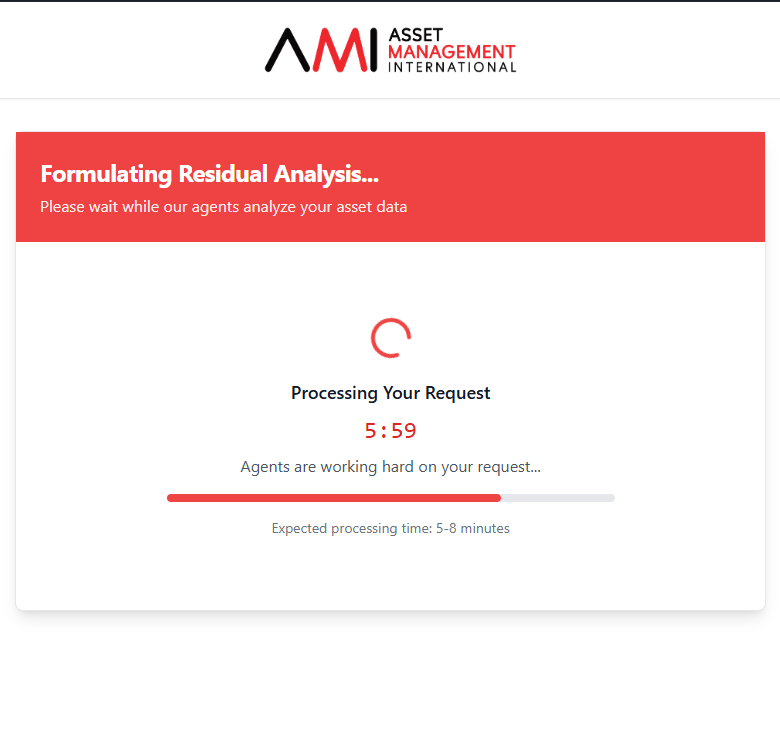 AMI ASSET
MANAGEMENT
INTERNATIONAL
Formulating Residual Analysis...
Please wait while our agents analyze your asset data
Processing Your Request
5:59
Agents are working hard on your request...
Expected processing time: 5-8 minutes